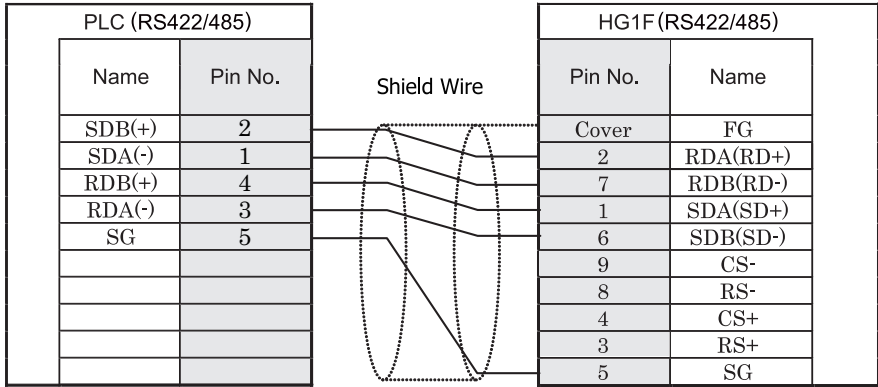 PLC (RS422/485) HG1F(RS422/485)
Name Pin No. Shield Wire Pin No. Name
SDB(+) 2 Cover FG
SDA(-) 1 2 RDA(RD+)
RDB(+) 4 7 RDB(RD-)
RDA(-) 3 1 SDA(SD+)
SG 5 6 SDB(SD-)
9 CS-
8 RS-
4 CS+
3 RS+
5 SG